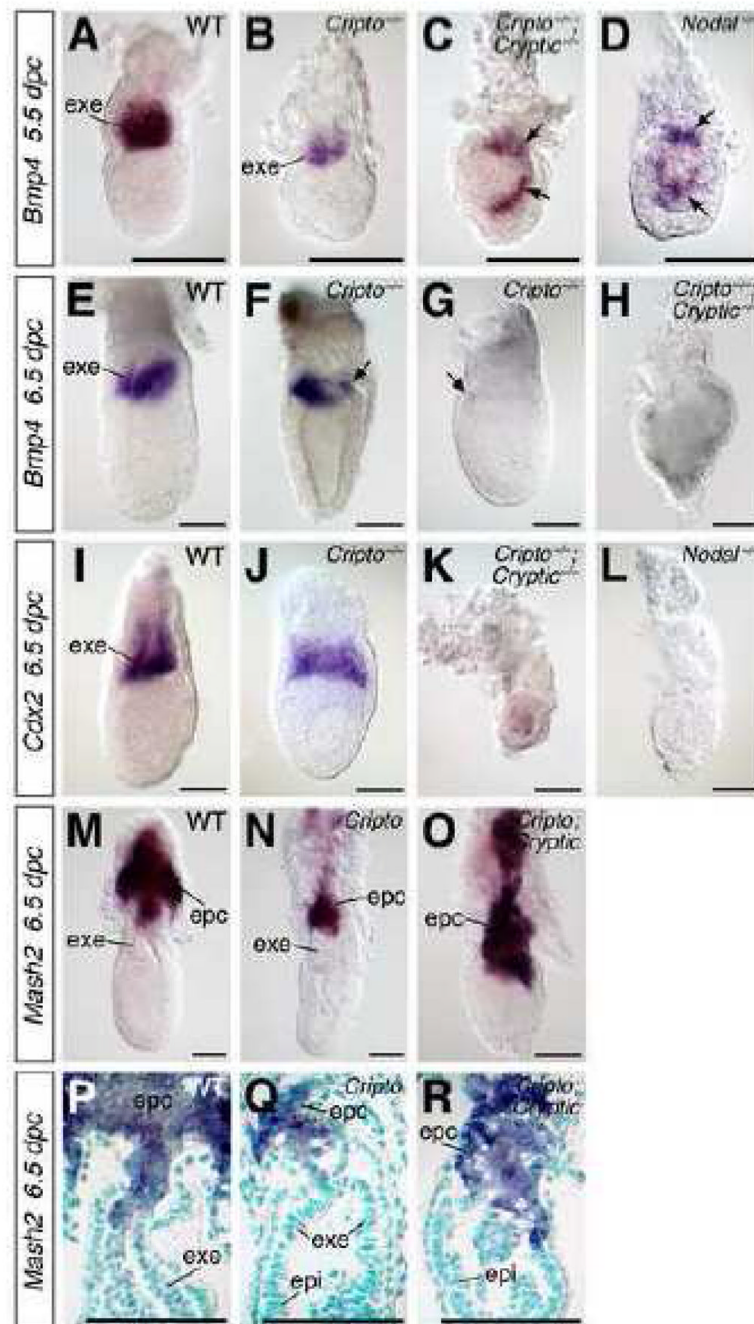 Bmp4 5.5 dpc
A WT
exe
B Cripto-/-
exe
C Cripto-/-;
Cryptic-/-
D Nodal-/-
Bmp4 6.5 dpc
E WT
exe
F Cripto-/-
G Cripto-/-
H Cripto-/-;
Cryptic-/-
Cdx2 6.5 dpc
I WT
exe
J Cripto-/-
K Cripto-/-;
Cryptic-/-
L Nodal-/-
Mash2 6.5 dpc
M WT
epc
exe
N Cripto
epc
exe
O Cripto;
Cryptic
epc
Mash2 6.5 dpc
P WT
epc
exe
Q Cripto
epc
exe
epi
R Cripto;
Cryptic
epc
epi